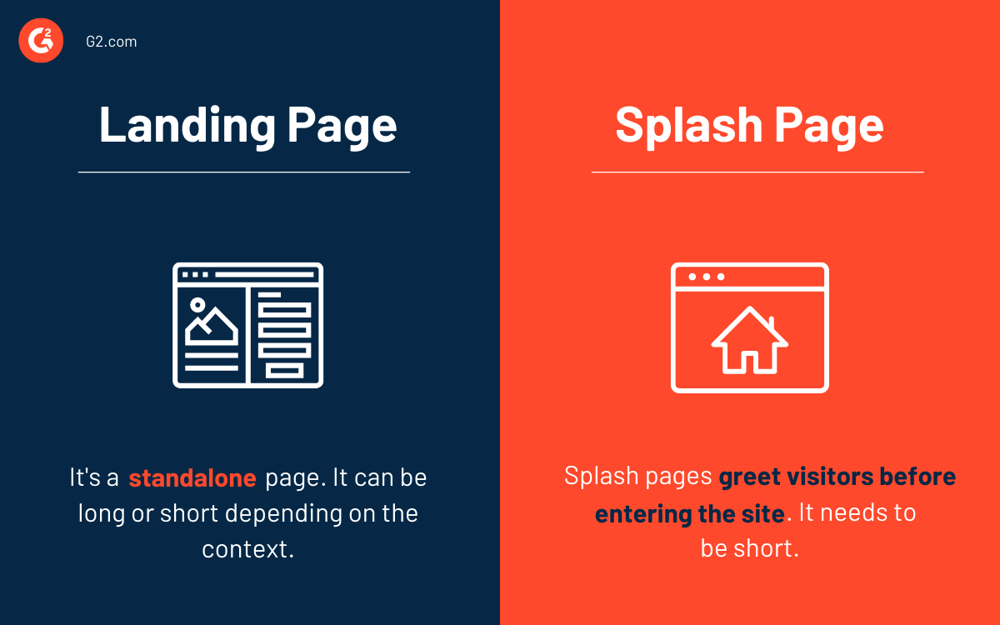 G2
G2.com
Landing Page
It's a standalone page. It can be
long or short depending on the
context.
Splash Page
Splash pages greet visitors before
entering the site. It needs to
be short.